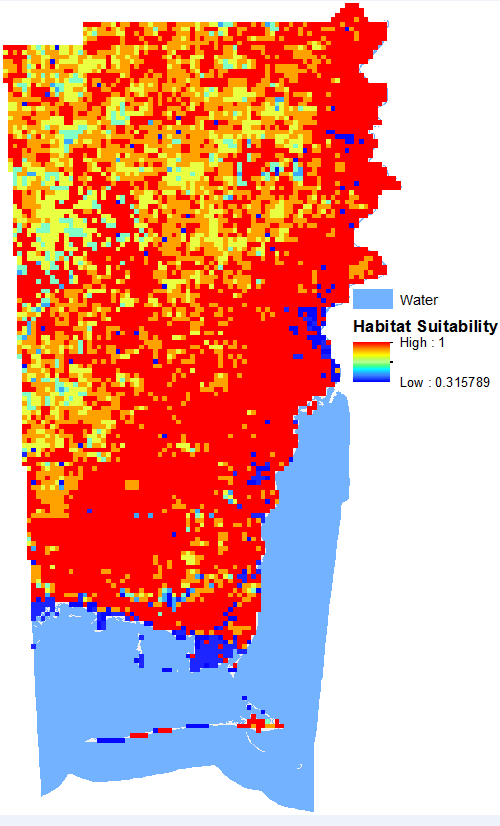 Water
Habitat Suitability
High : 1
Low : 0.315789